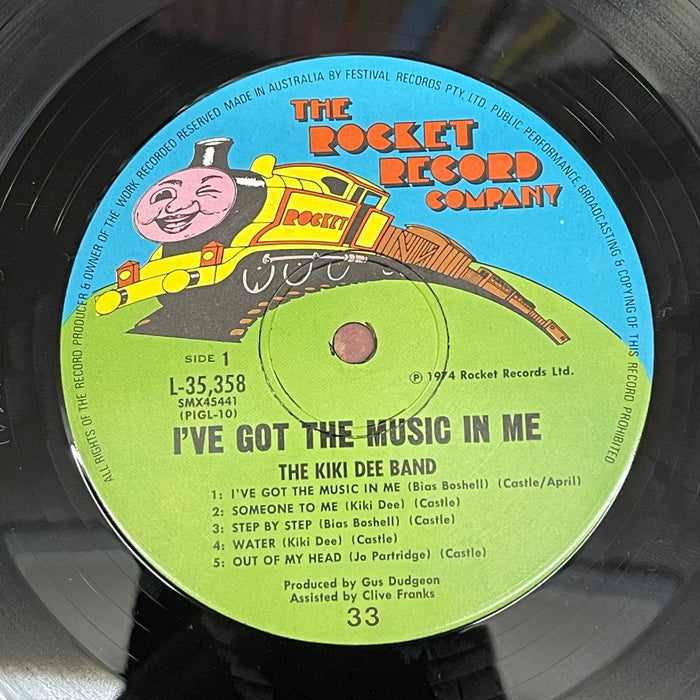 ALL RIGHTS OF THE RECORD PRODUCER & OWNER OF THE WORK RECORDED RESERVED MADE IN AUSTRALIA BY FESTIVAL RECORDS PTY. LTD. PUBLIC PERFORMANCE, BROADCASTING & COPYING OF THIS RECORD PROHIBITED
THE
ROCKET
RECORD
COMPANY
ROCKET
SIDE 1
L-35,358
SMX45441
(PIGL-10)
Ⓟ 1974 Rocket Records Ltd.
I'VE GOT THE MUSIC IN ME
THE KIKI DEE BAND
1: I'VE GOT THE MUSIC IN ME (Bias Boshell) (Castle/April)
2: SOMEONE TO ME (Kiki Dee) (Castle)
3: STEP BY STEP (Bias Boshell) (Castle)
4: WATER (Kiki Dee) (Castle)
5: OUT OF MY HEAD (Jo Partridge) (Castle)
Produced by Gus Dudgeon
Assisted by Clive Franks
33